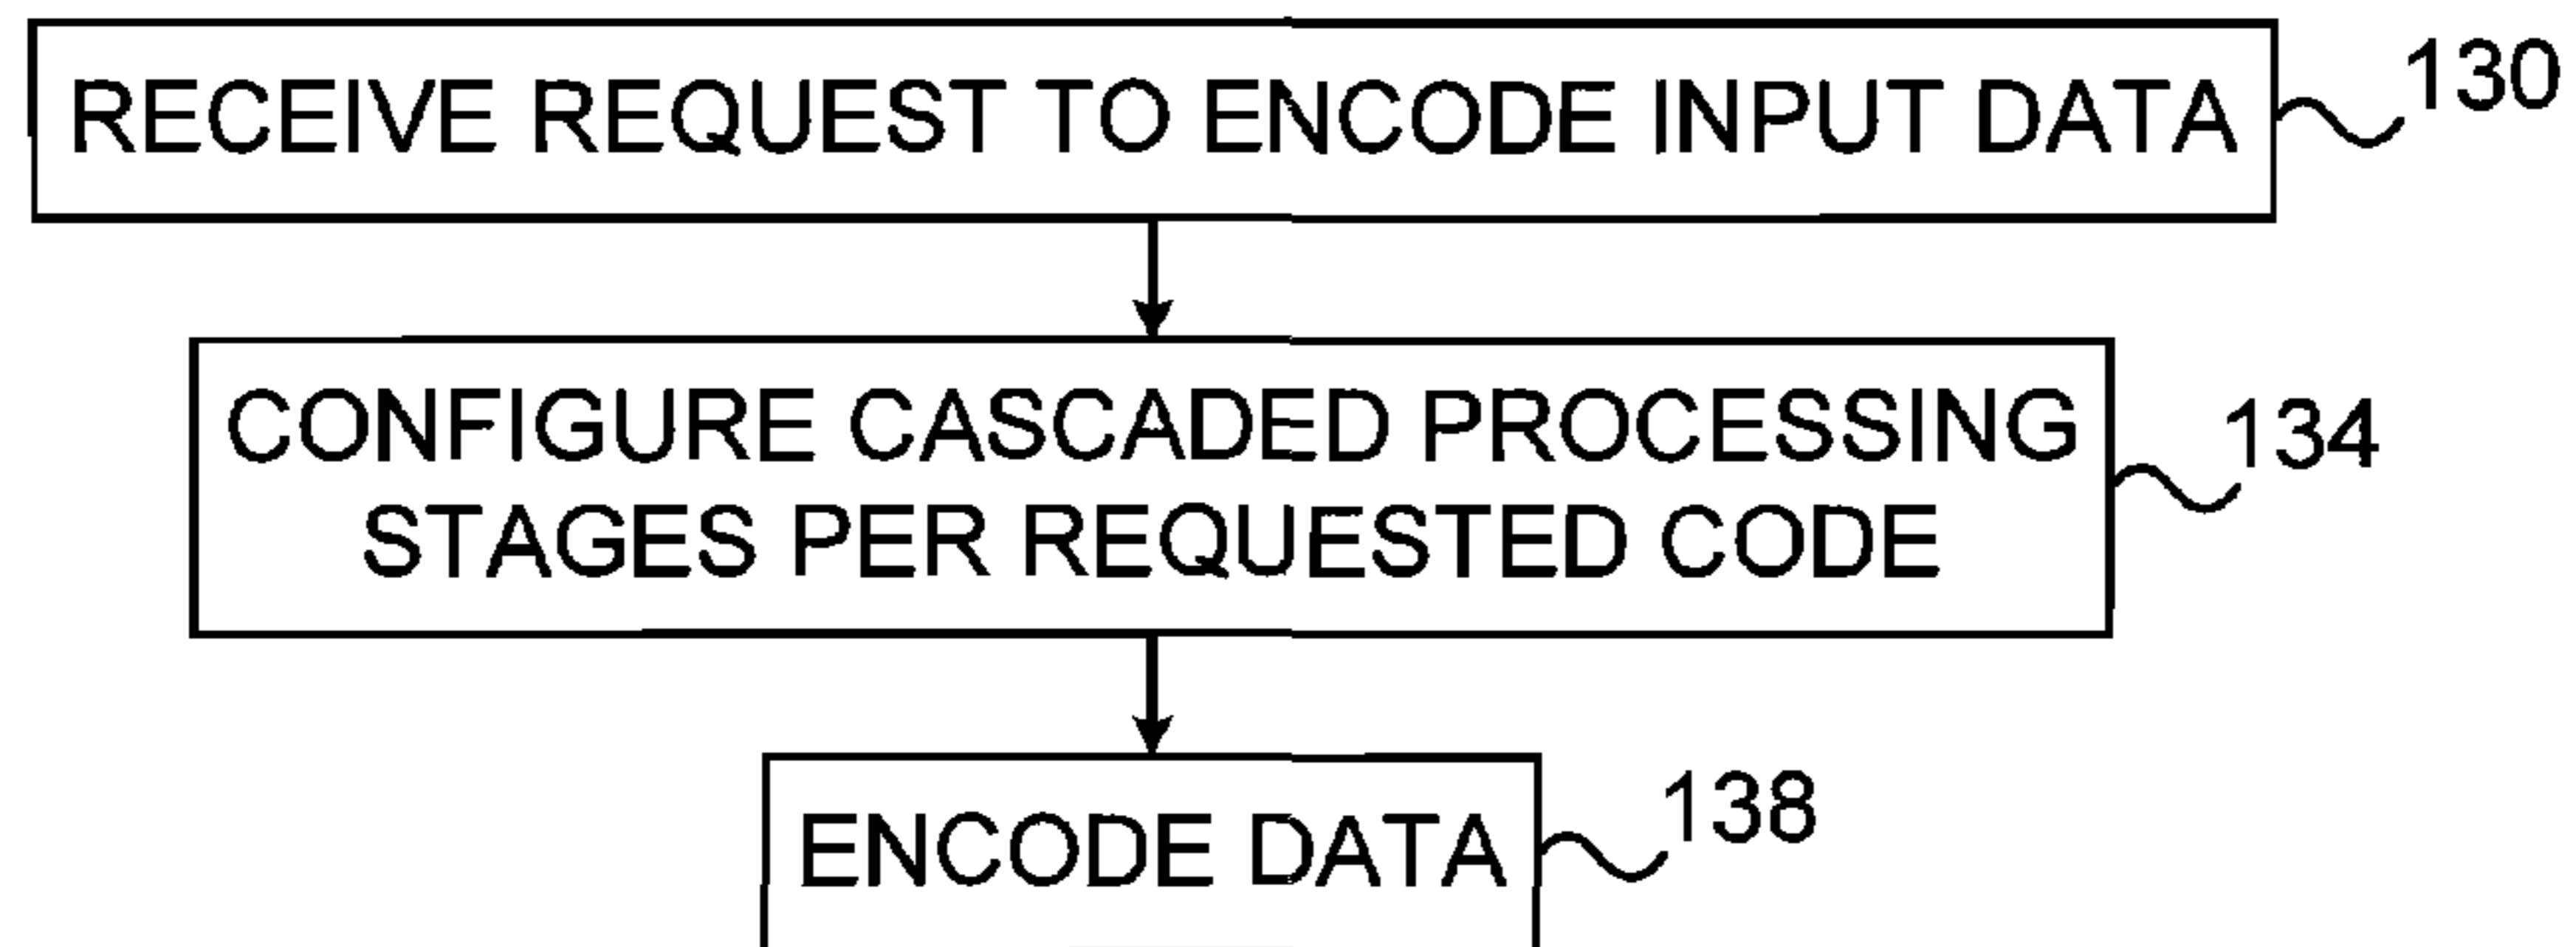 RECEIVE REQUEST TO ENCODE INPUT DATA 130
CONFIGURE CASCADED PROCESSING
STAGES PER REQUESTED CODE 134
ENCODE DATA 138